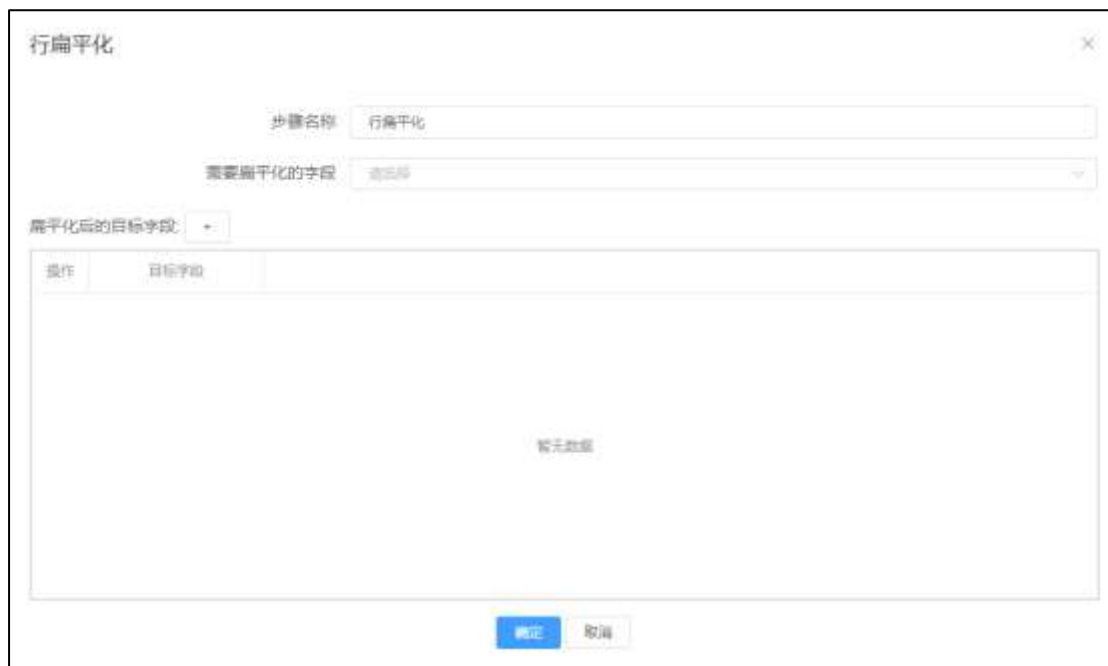 行扁平化
步骤名称 行扁平化
需要扁平化的字段 请选择
扁平化后的目标字段: +
操作 目标字段
暂无数据
确定 取消